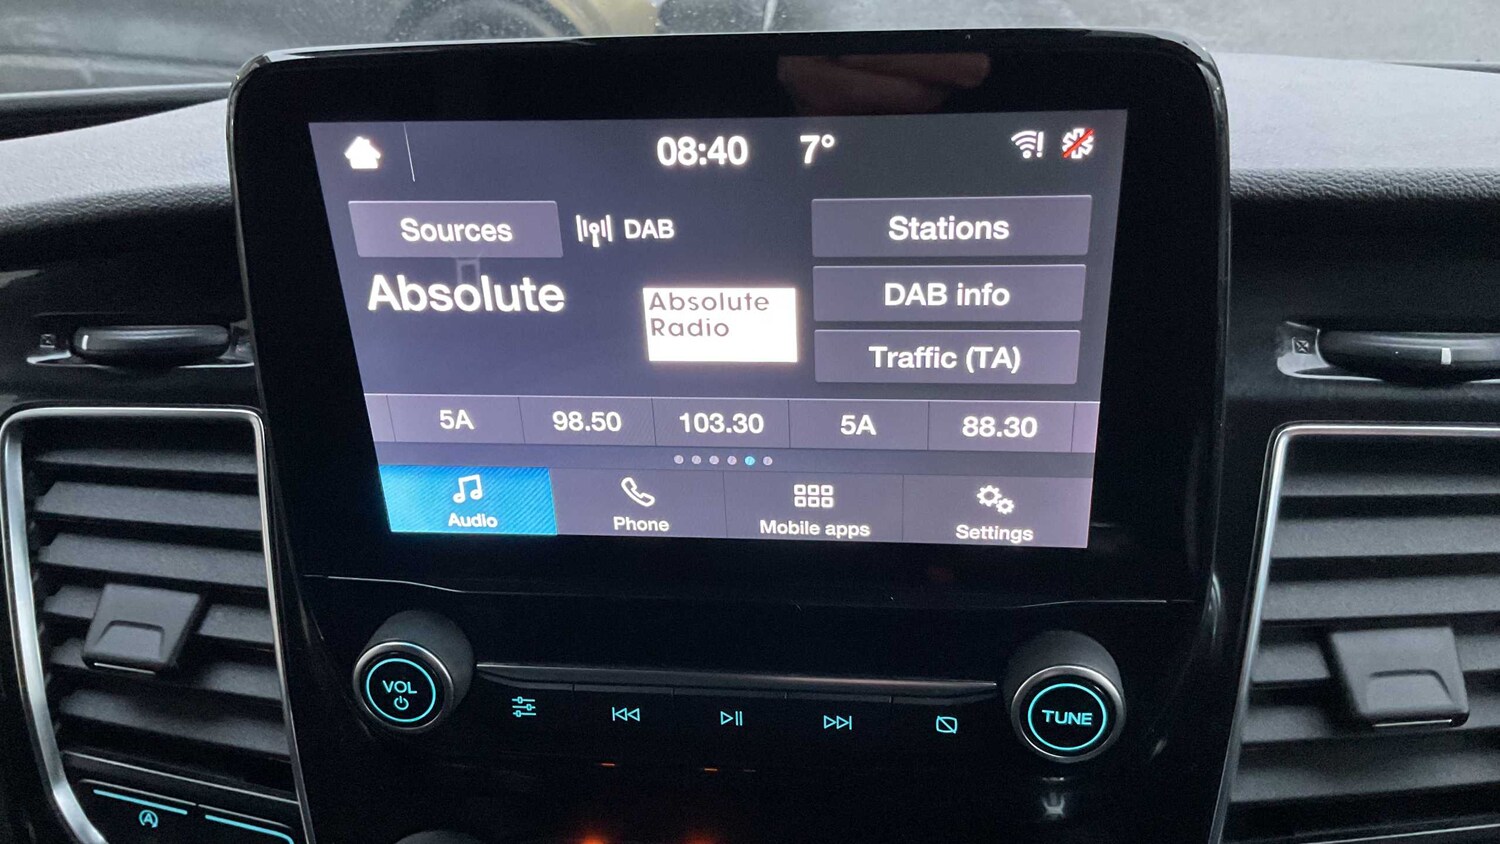 08:40 7°
Sources DAB
Absolute
Absolute
Radio
Stations
DAB info
Traffic (TA)
5A 98.50 103.30 5A 88.30
Audio Phone Mobile apps Settings
VOL
TUNE
A